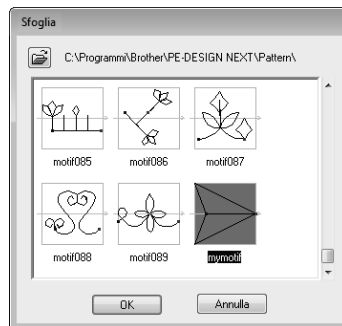 Sfoglia
C:\Programmi\Brother\PE-DESIGN NEXT\Pattern\
motif085 motif086 motif087
motif088 motif089 mymotif
OK Annulla